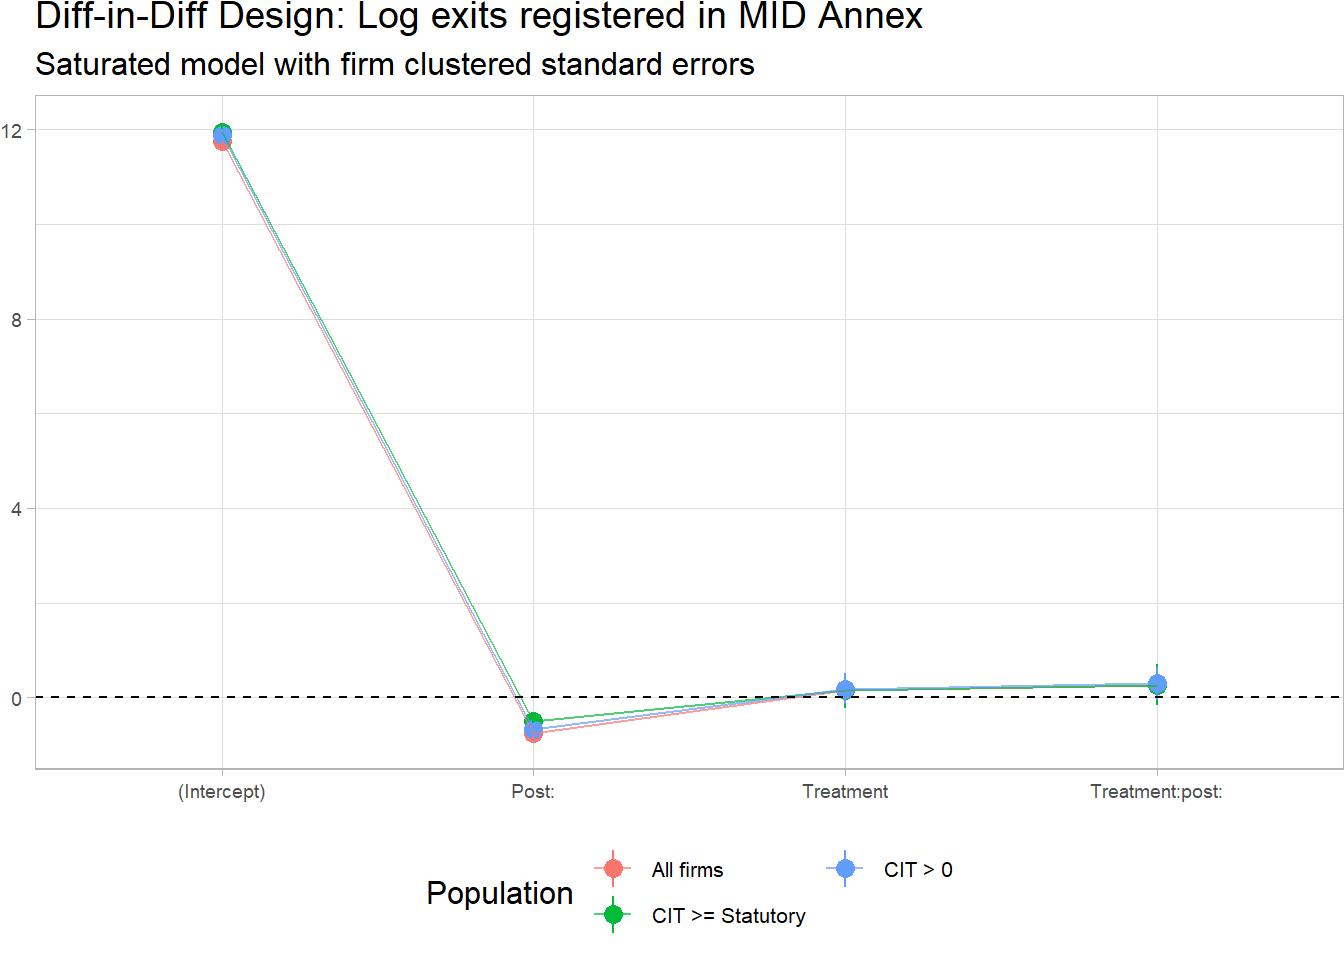 Diff-in-Diff Design: Log exits registered in MID Annex
Saturated model with firm clustered standard errors
12
8
4
0
(Intercept) Post: Treatment Treatment:post:
Population
All firms CIT > 0
CIT >= Statutory